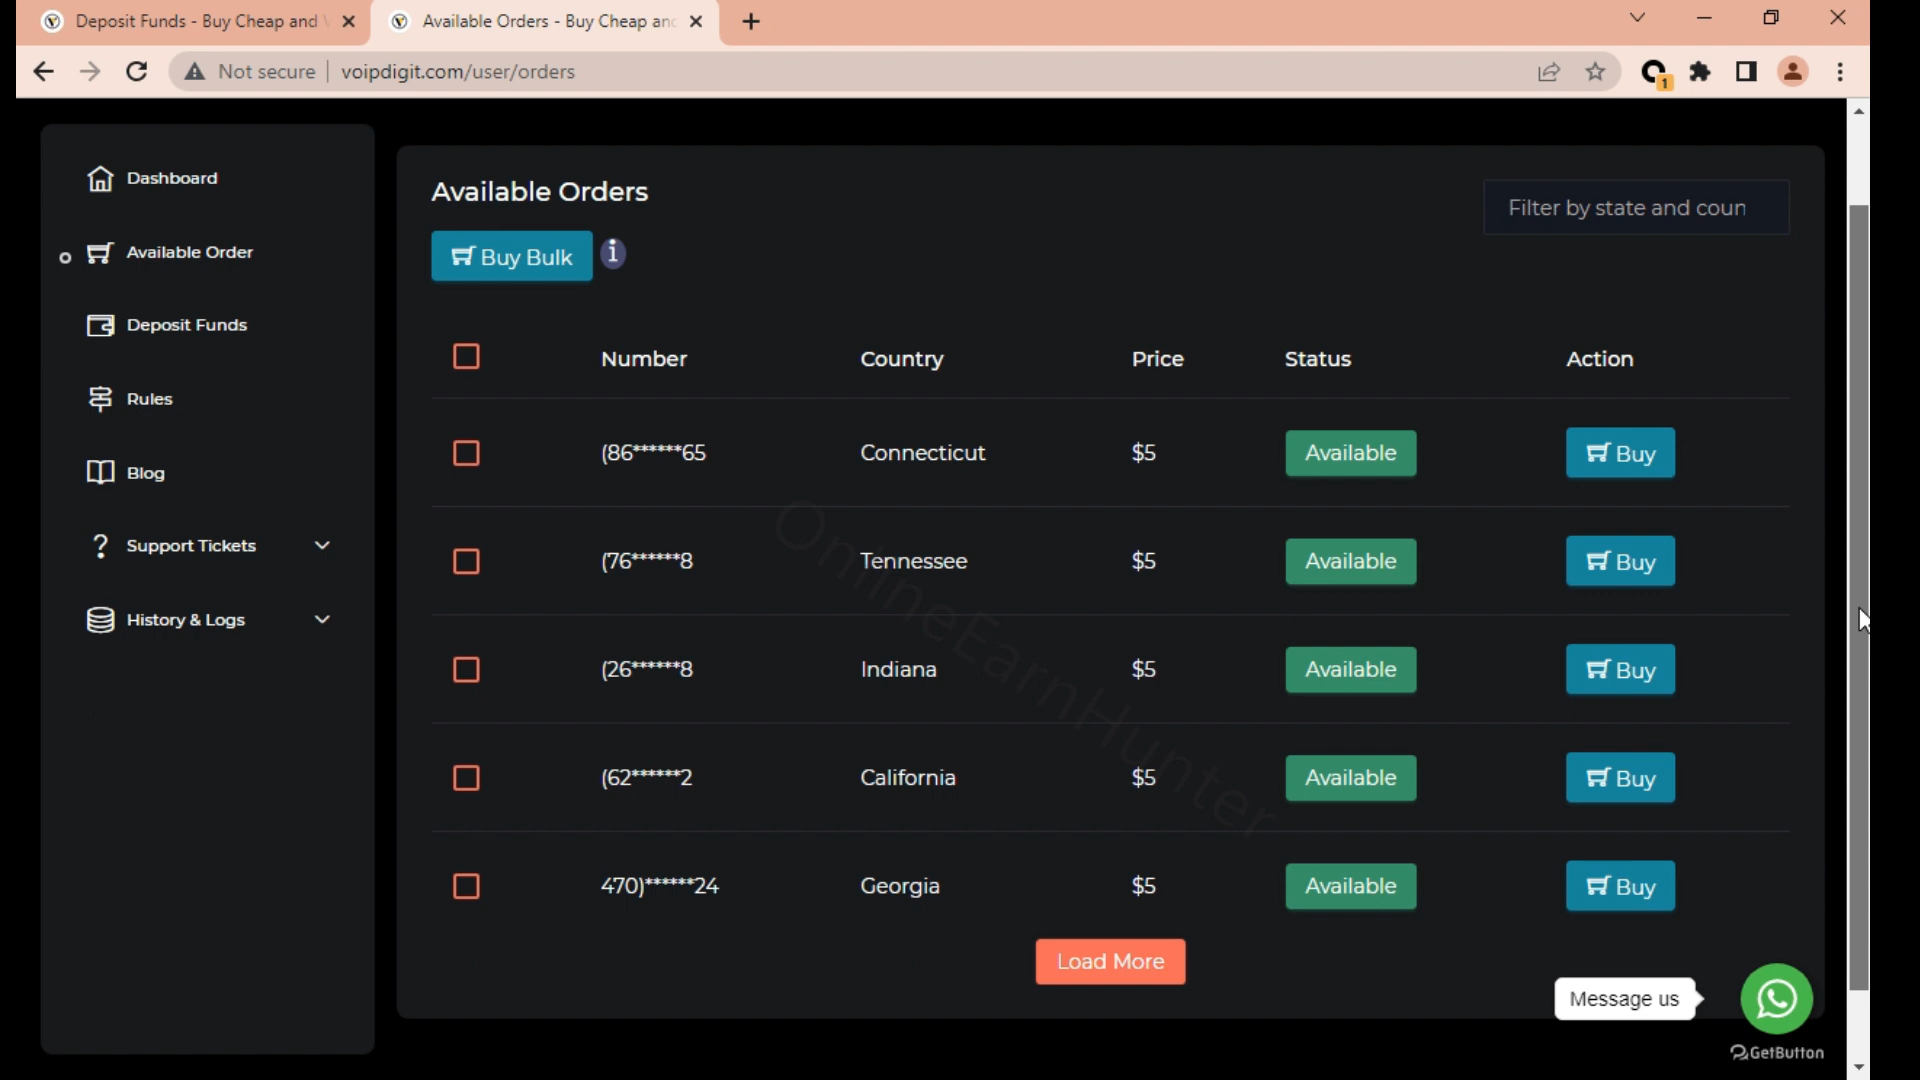 Deposit Funds - Buy Cheap and
Available Orders - Buy Cheap and
Not secure
voipdigit.com/user/orders
1
Dashboard
Available Order
Deposit Funds
Rules
Blog
Support Tickets
History & Logs
Available Orders
Filter by state and coun
Buy Bulk
i
Number Country Price Status Action
(86******65 Connecticut $5 Available Buy
(76******8 Tennessee $5 Available Buy
(26******8 Indiana $5 Available Buy
(62******2 California $5 Available Buy
470)******24 Georgia $5 Available Buy
OnlineEarnHunter
Load More
Message us
GetButton